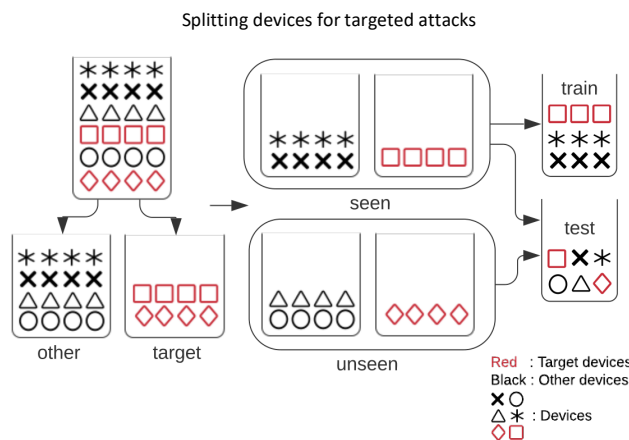 Splitting devices for targeted attacks
train
seen
test
other
target
unseen
Red : Target devices
Black : Other devices
: Devices